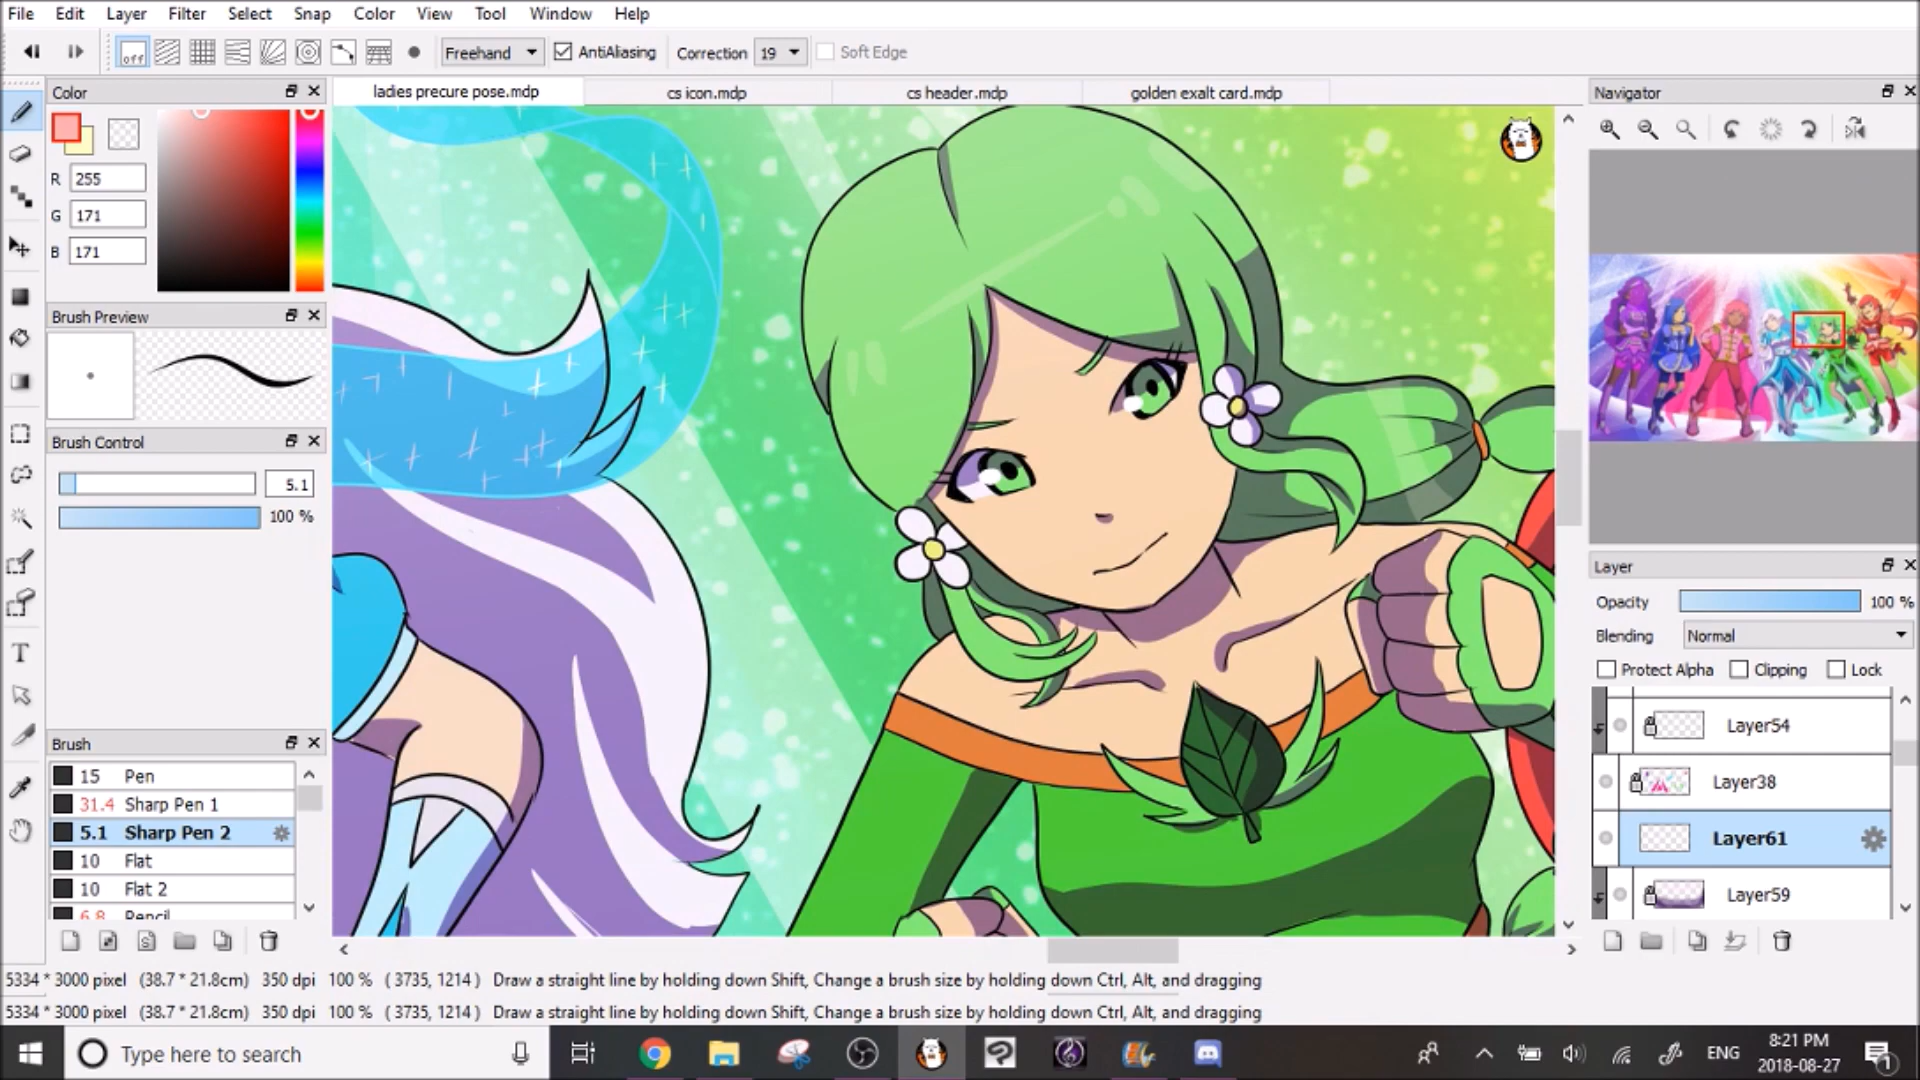 File Edit Layer Filter Select Snap Color View Tool Window Help
off Freehand AntiAliasing Correction 19 Soft Edge
Color
ladies precure pose.mdp cs icon.mdp cs header.mdp golden exalt card.mdp
Navigator
R 255
G 171
B 171
Brush Preview
Brush Control
5.1
100 %
Brush
15 Pen
31.4 Sharp Pen 1
5.1 Sharp Pen 2
10 Flat
10 Flat 2
6.8 Pencil
Layer
Opacity 100 %
Blending Normal
Protect Alpha Clipping Lock
Layer54
Layer38
Layer61
Layer59
5334 * 3000 pixel (38.7 * 21.8cm) 350 dpi 100 % ( 3735, 1214 ) Draw a straight line by holding down Shift, Change a brush size by holding down Ctrl, Alt, and dragging
5334 * 3000 pixel (38.7 * 21.8cm) 350 dpi 100 % ( 3735, 1214 ) Draw a straight line by holding down Shift, Change a brush size by holding down Ctrl, Alt, and dragging
Type here to search
ENG
8:21 PM
2018-08-27
1